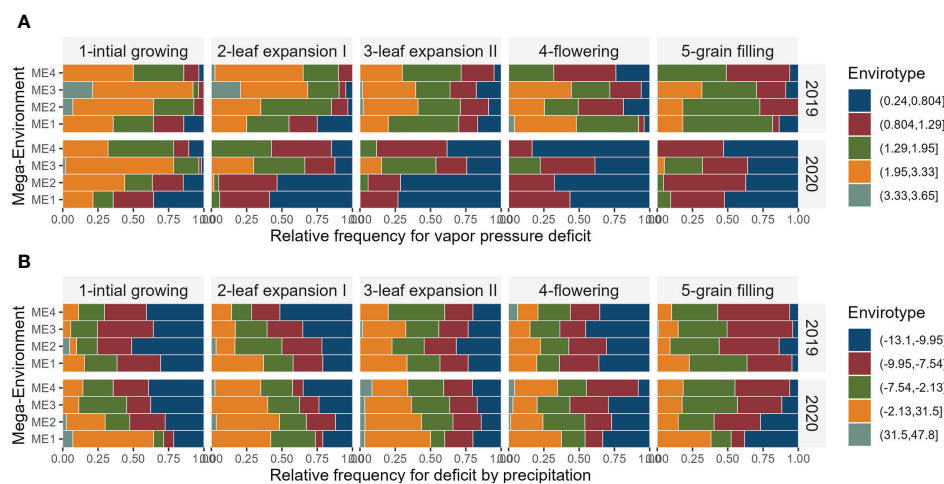 A
1-intial growing
2-leaf expansion I
3-leaf expansion II
4-flowering
5-grain filling
Mega-Environment
ME4
ME3
ME2
ME1
2019
ME4
ME3
ME2
ME1
2020
0.00 0.25 0.50 0.75 1.00
0.00 0.25 0.50 0.75 1.00
0.00 0.25 0.50 0.75 1.00
0.00 0.25 0.50 0.75 1.00
0.00 0.25 0.50 0.75 1.00
Relative frequency for vapor pressure deficit
Envirotype
(0.24,0.804]
(0.804,1.29]
(1.29,1.95]
(1.95,3.33]
(3.33,3.65]
B
1-intial growing
2-leaf expansion I
3-leaf expansion II
4-flowering
5-grain filling
Mega-Environment
ME4
ME3
ME2
ME1
2019
ME4
ME3
ME2
ME1
2020
0.00 0.25 0.50 0.75 1.00
0.00 0.25 0.50 0.75 1.00
0.00 0.25 0.50 0.75 1.00
0.00 0.25 0.50 0.75 1.00
0.00 0.25 0.50 0.75 1.00
Relative frequency for deficit by precipitation
Envirotype
(-13.1,-9.95]
(-9.95,-7.54]
(-7.54,-2.13]
(-2.13,31.5]
(31.5,47.8]